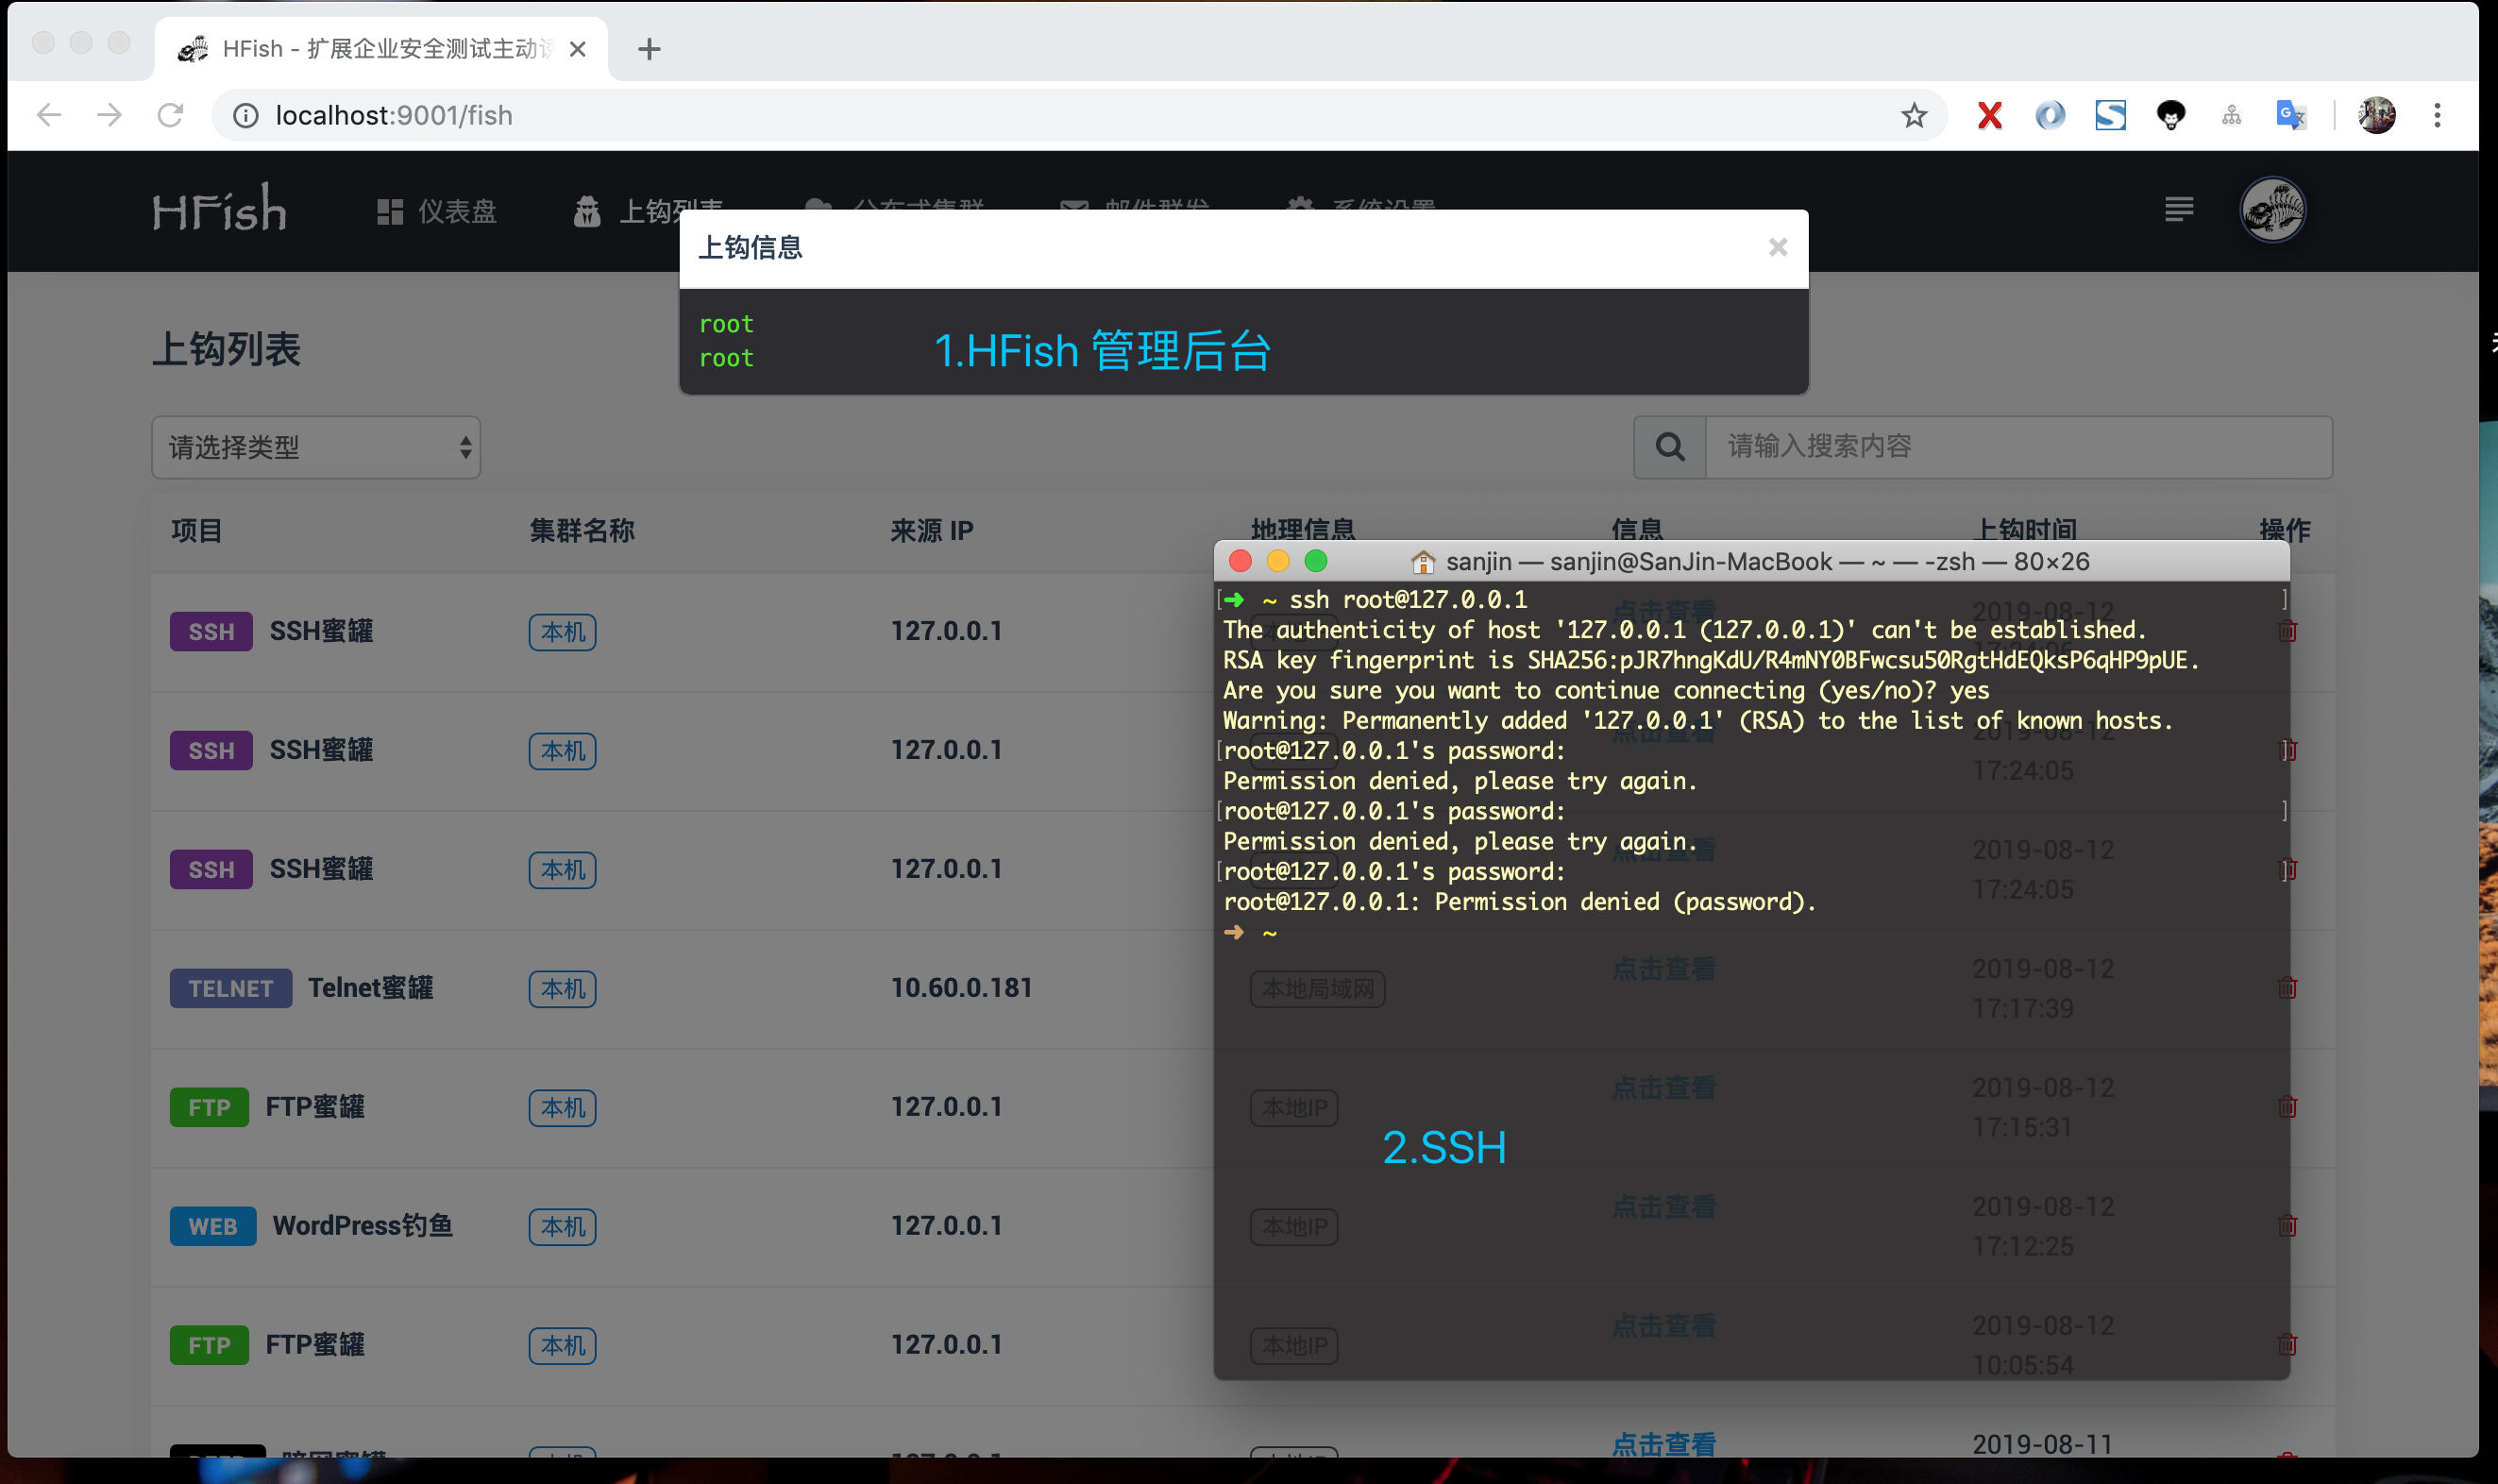 HFish - 扩展企业安全测试主动
localhost:9001/fish
HFish
仪表盘
上钩列表
分布式集群
邮件群发
系统设置
上钩信息
×
root
root
1.HFish 管理后台
上钩列表
请选择类型
请输入搜索内容
项目 集群名称 来源 IP 地理信息 信息 上钩时间 操作
SSH SSH蜜罐 本机 127.0.0.1 点击查看 2019-08-12
SSH SSH蜜罐 本机 127.0.0.1 点击查看 2019-08-12
17:24:05
SSH SSH蜜罐 本机 127.0.0.1 点击查看 2019-08-12
17:24:05
TELNET Telnet蜜罐 本机 10.60.0.181 本地局域网 点击查看 2019-08-12
17:17:39
FTP FTP蜜罐 本机 127.0.0.1 本地IP 点击查看 2019-08-12
17:15:31
WEB WordPress钓鱼 本机 127.0.0.1 本地IP 点击查看 2019-08-12
17:12:25
FTP FTP蜜罐 本机 127.0.0.1 本地IP 点击查看 2019-08-12
10:05:54
点击查看 2019-08-11
sanjin — sanjin@SanJin-MacBook — ~ — -zsh — 80×26
➜ ~ ssh root@127.0.0.1
The authenticity of host '127.0.0.1 (127.0.0.1)' can't be established.
RSA key fingerprint is SHA256:pJR7hngKdU/R4mNY0BFwcsu50RgtHdEQksP6qHP9pUE.
Are you sure you want to continue connecting (yes/no)? yes
Warning: Permanently added '127.0.0.1' (RSA) to the list of known hosts.
root@127.0.0.1's password:
Permission denied, please try again.
root@127.0.0.1's password:
Permission denied, please try again.
root@127.0.0.1's password:
root@127.0.0.1: Permission denied (password).
➜ ~
2.SSH